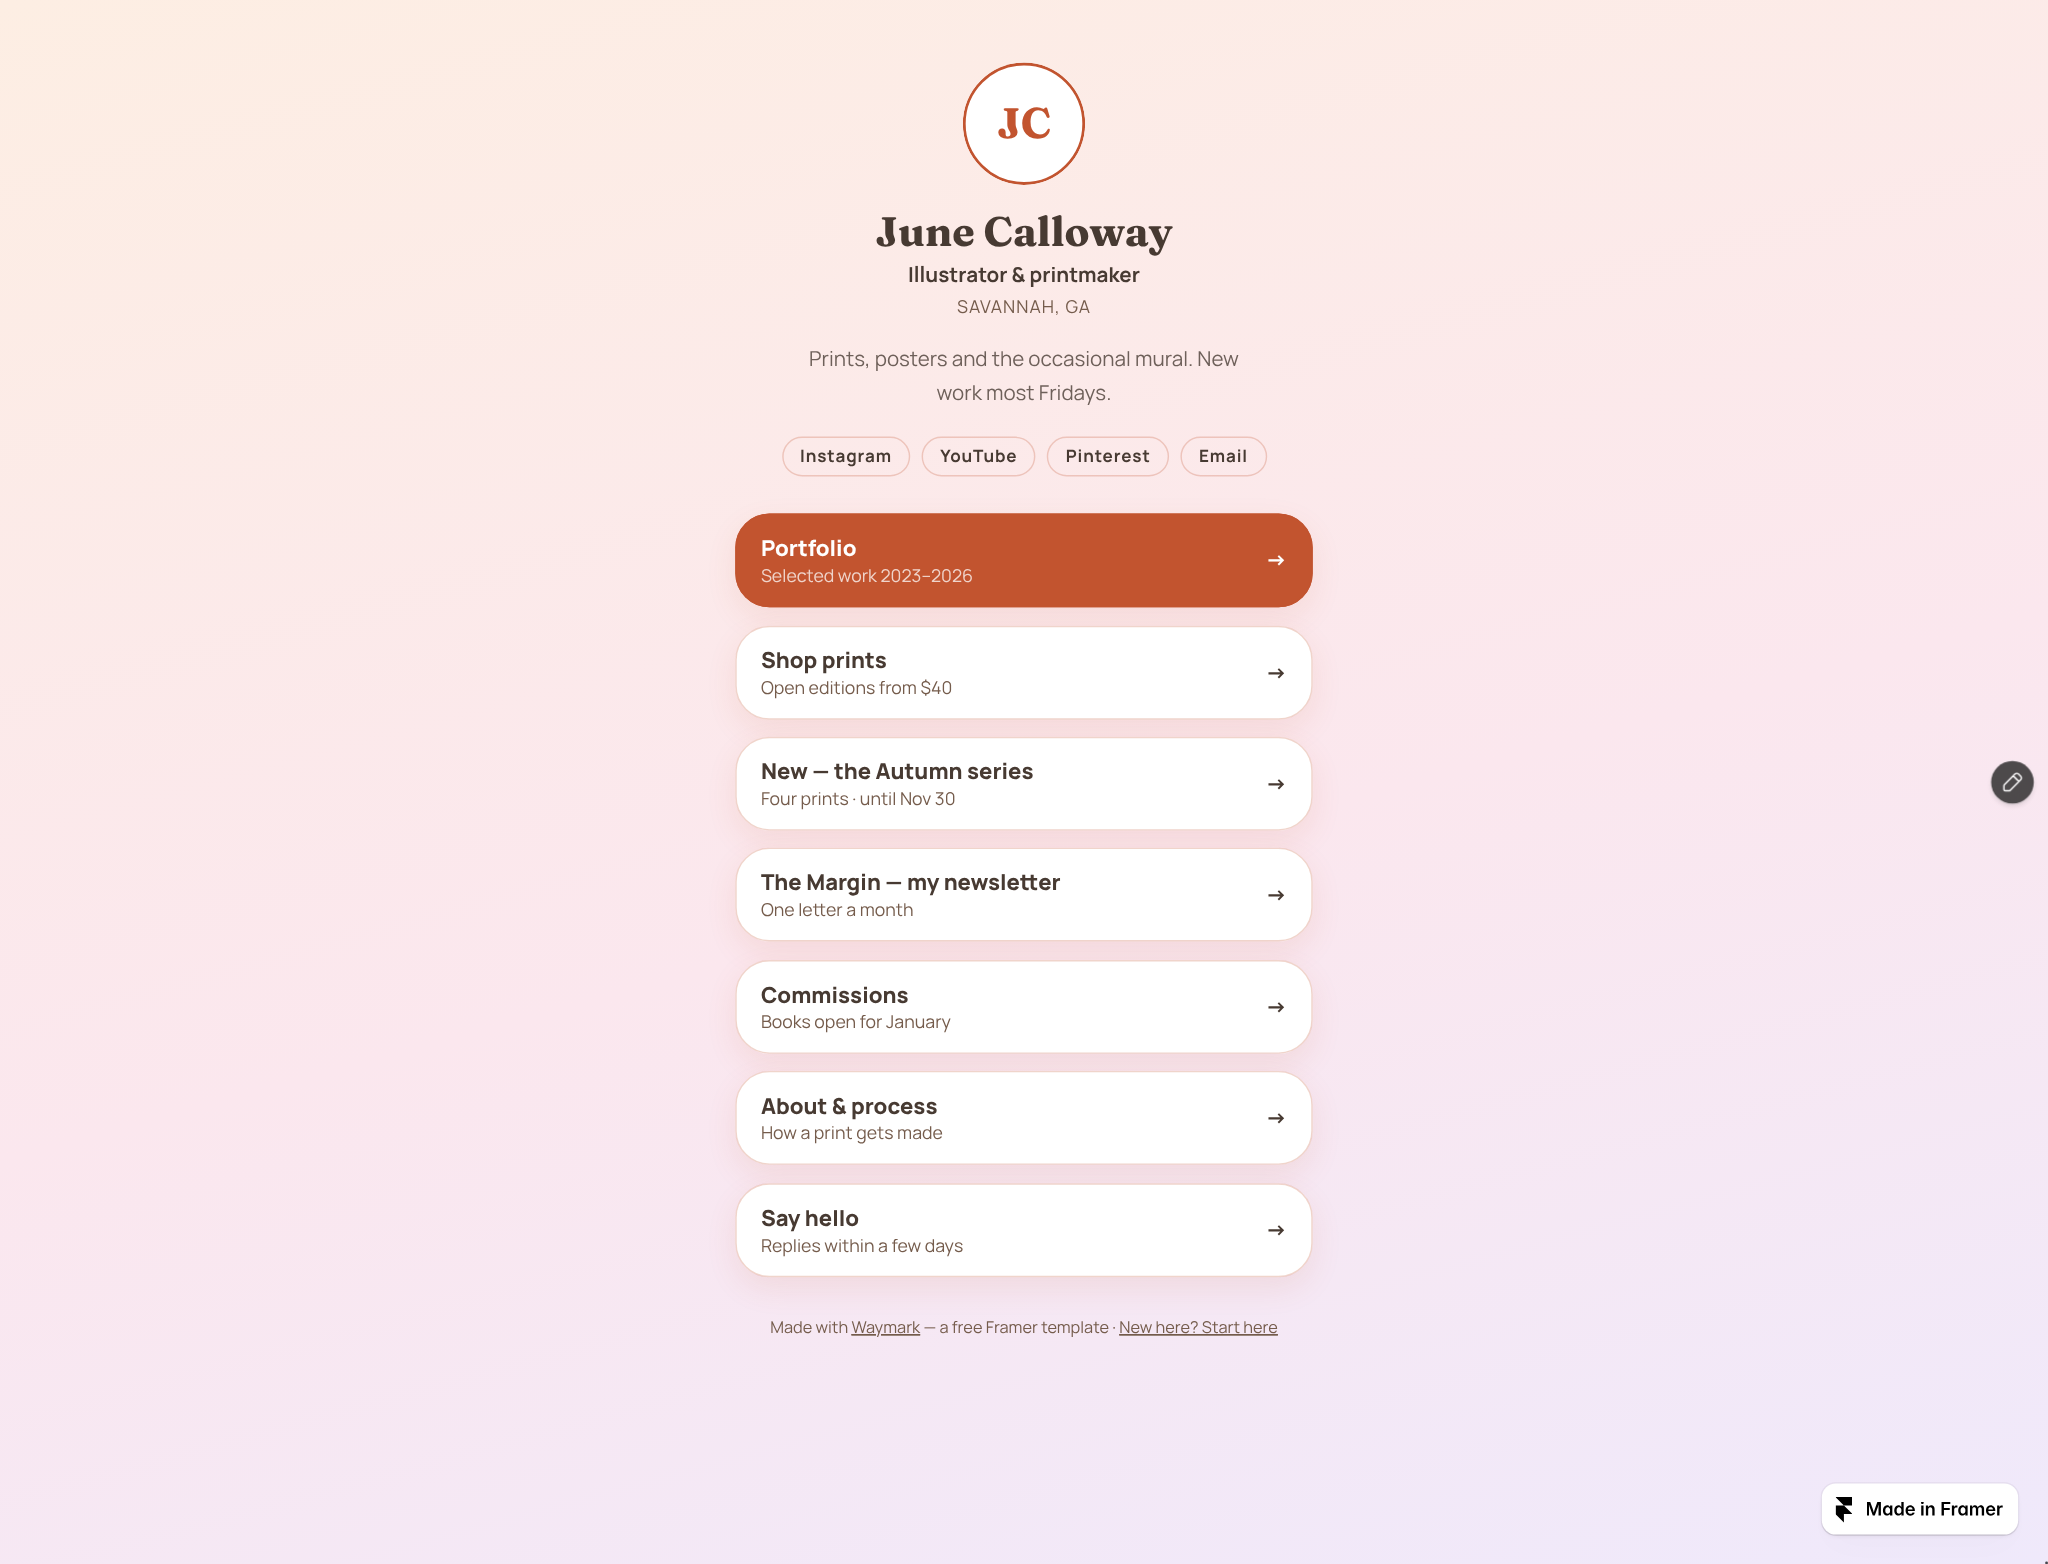 JC
June Calloway
Illustrator & printmaker
SAVANNAH, GA
Prints, posters and the occasional mural. New
work most Fridays.
Instagram YouTube Pinterest Email
Portfolio
Selected work 2023–2026
→
Shop prints
Open editions from $40
→
New — the Autumn series
Four prints · until Nov 30
→
The Margin — my newsletter
One letter a month
→
Commissions
Books open for January
→
About & process
How a print gets made
→
Say hello
Replies within a few days
→
Made with Waymark — a free Framer template · New here? Start here
Made in Framer